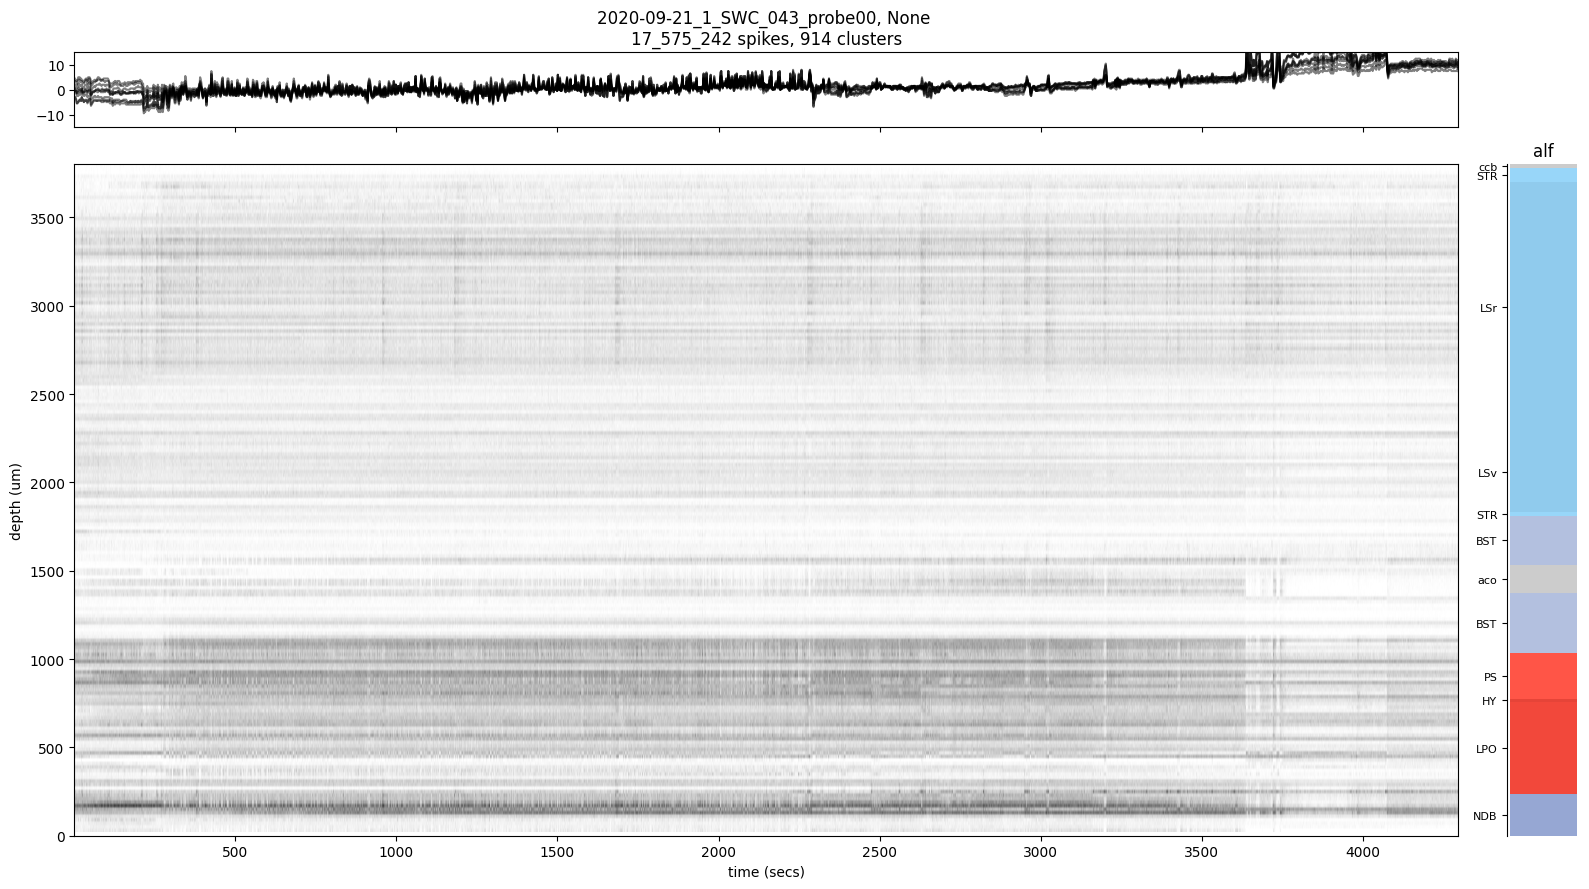 2020-09-21_1_SWC_043_probe00, None
17_575_242 spikes, 914 clusters
10
0
−10
alf
ccb
STR
3500
3000
LSr
2500
depth (um)
2000
LSv
STR
BST
1500
aco
BST
1000
PS
HY
500
LPO
NDB
0
500 1000 1500 2000 2500 3000 3500 4000
time (secs)